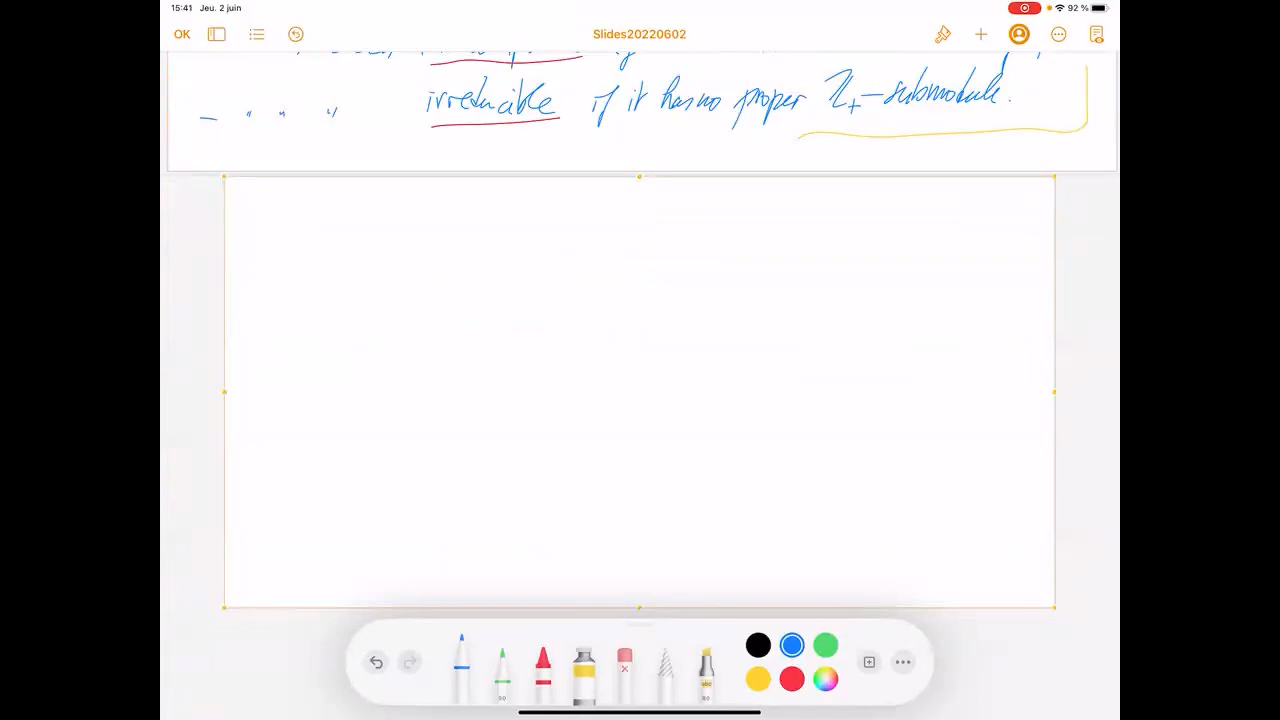 15:41 Jeu. 2 juin 92 %
OK Slides20220602
irreducible if it has no proper ℤ₊-submodule.
– " " "